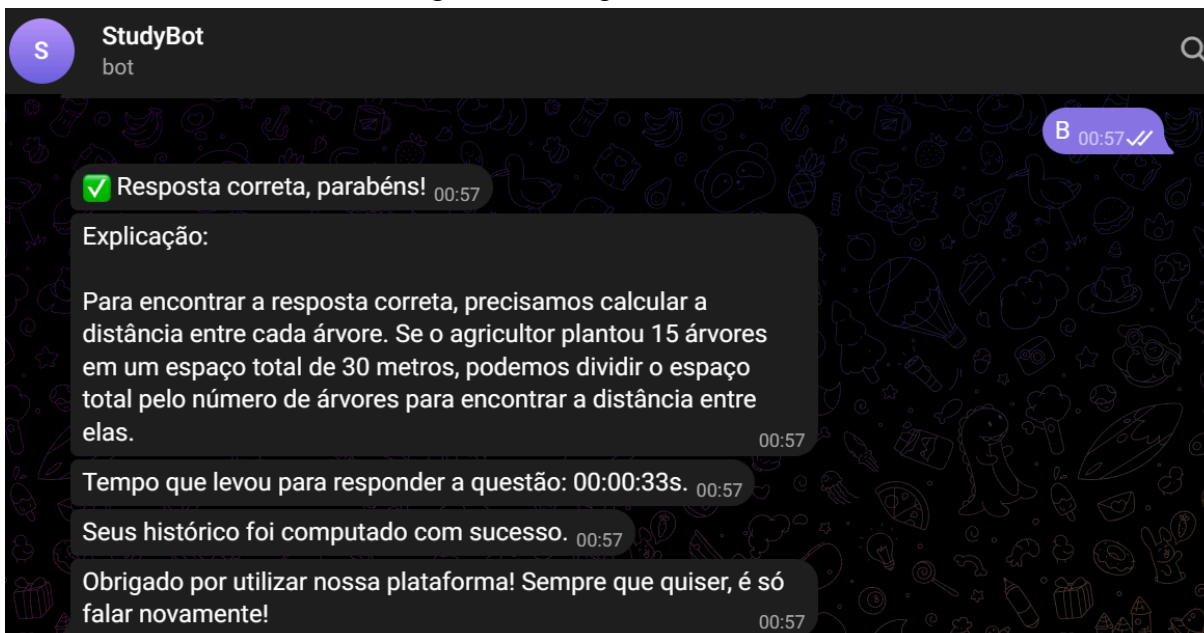 S
StudyBot
bot
B 00:57
✅ Resposta correta, parabéns! 00:57
Explicação:
Para encontrar a resposta correta, precisamos calcular a
distância entre cada árvore. Se o agricultor plantou 15 árvores
em um espaço total de 30 metros, podemos dividir o espaço
total pelo número de árvores para encontrar a distância entre
elas. 00:57
Tempo que levou para responder a questão: 00:00:33s. 00:57
Seus histórico foi computado com sucesso. 00:57
Obrigado por utilizar nossa plataforma! Sempre que quiser, é só
falar novamente! 00:57